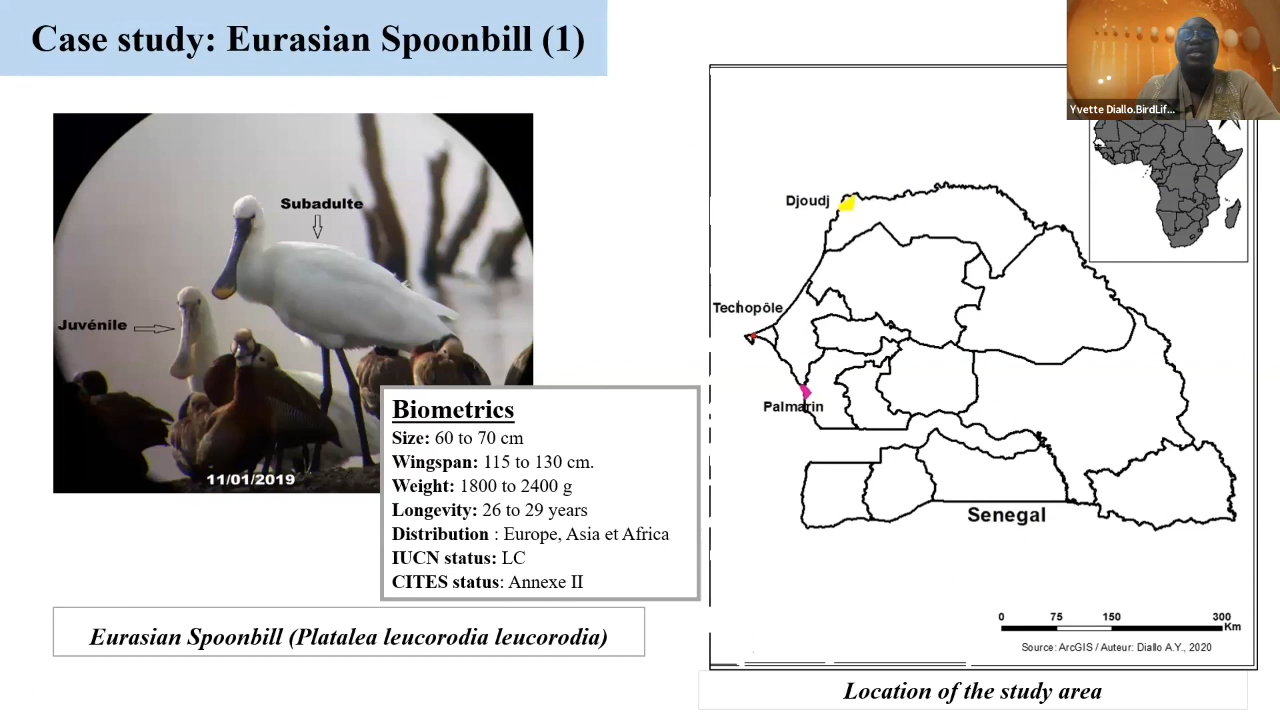 Case study: Eurasian Spoonbill (1)
Yvette Diallo.BirdLif...
Subadulte
Juvénile
11/01/2019
Biometrics
Size: 60 to 70 cm
Wingspan: 115 to 130 cm.
Weight: 1800 to 2400 g
Longevity: 26 to 29 years
Distribution : Europe, Asia et Africa
IUCN status: LC
CITES status: Annexe II
Eurasian Spoonbill (Platalea leucorodia leucorodia)
Djoudj
Techopôle
Palmarin
Senegal
0 75 150 300
Km
Source: ArcGIS / Auteur: Diallo A.Y., 2020
Location of the study area